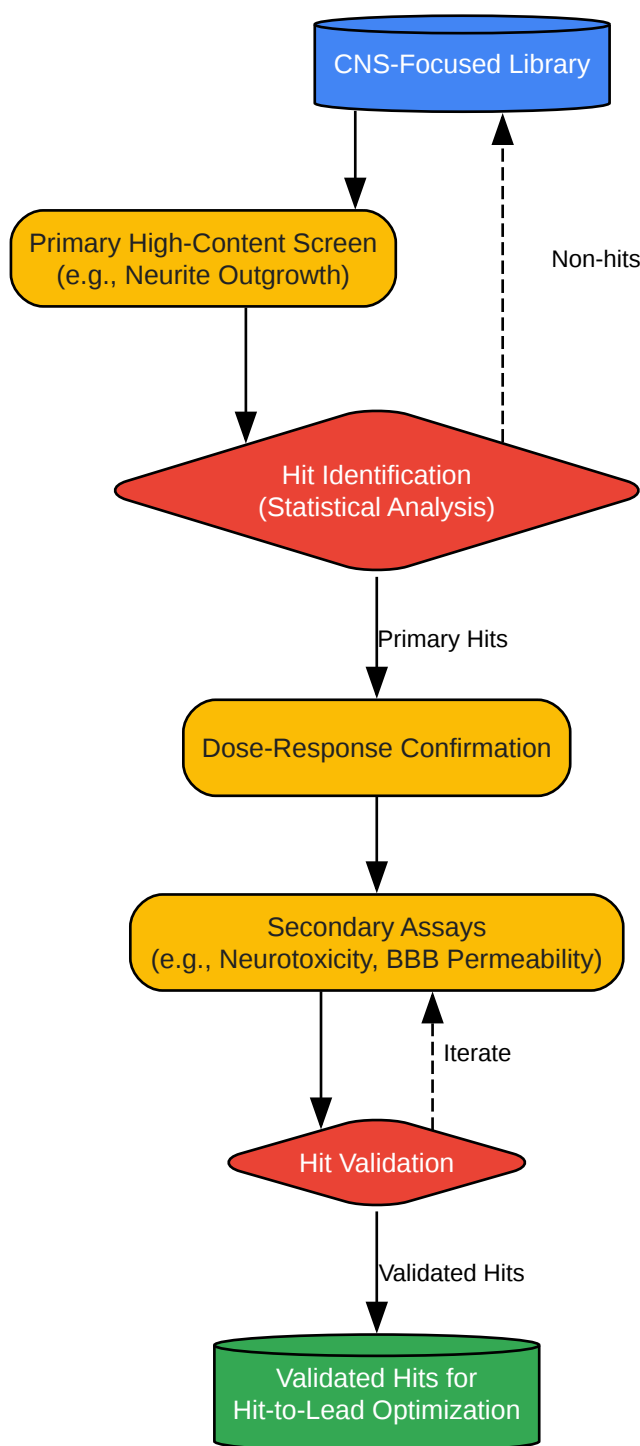 CNS-Focused Library
Primary High-Content Screen
(e.g., Neurite Outgrowth)
Non-hits
Hit Identification
(Statistical Analysis)
Primary Hits
Dose-Response Confirmation
Secondary Assays
(e.g., Neurotoxicity, BBB Permeability)
Iterate
Hit Validation
Validated Hits
Validated Hits for
Hit-to-Lead Optimization